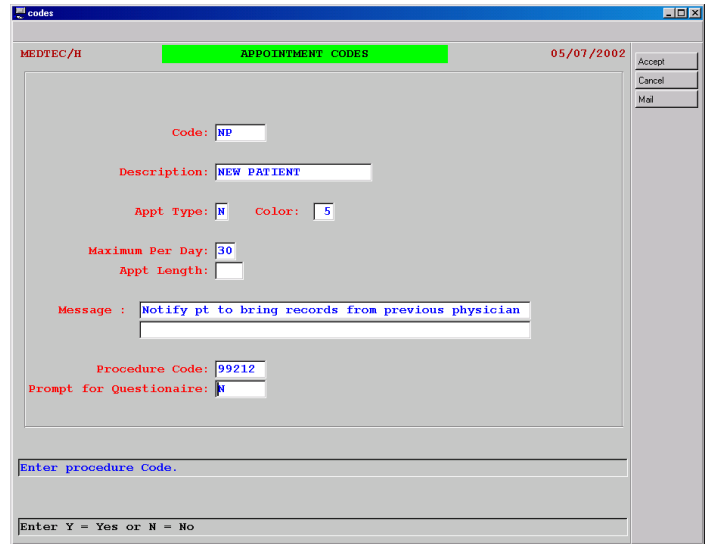 codes
MEDTEC/H APPOINTMENT CODES 05/07/2002
Accept
Cancel
Mail
Code: NP
Description: NEW PATIENT
Appt Type: N Color: 5
Maximum Per Day: 30
Appt Length:
Message : Notify pt to bring records from previous physician
Procedure Code: 99212
Prompt for Questionaire: N
Enter procedure Code.
Enter Y = Yes or N = No